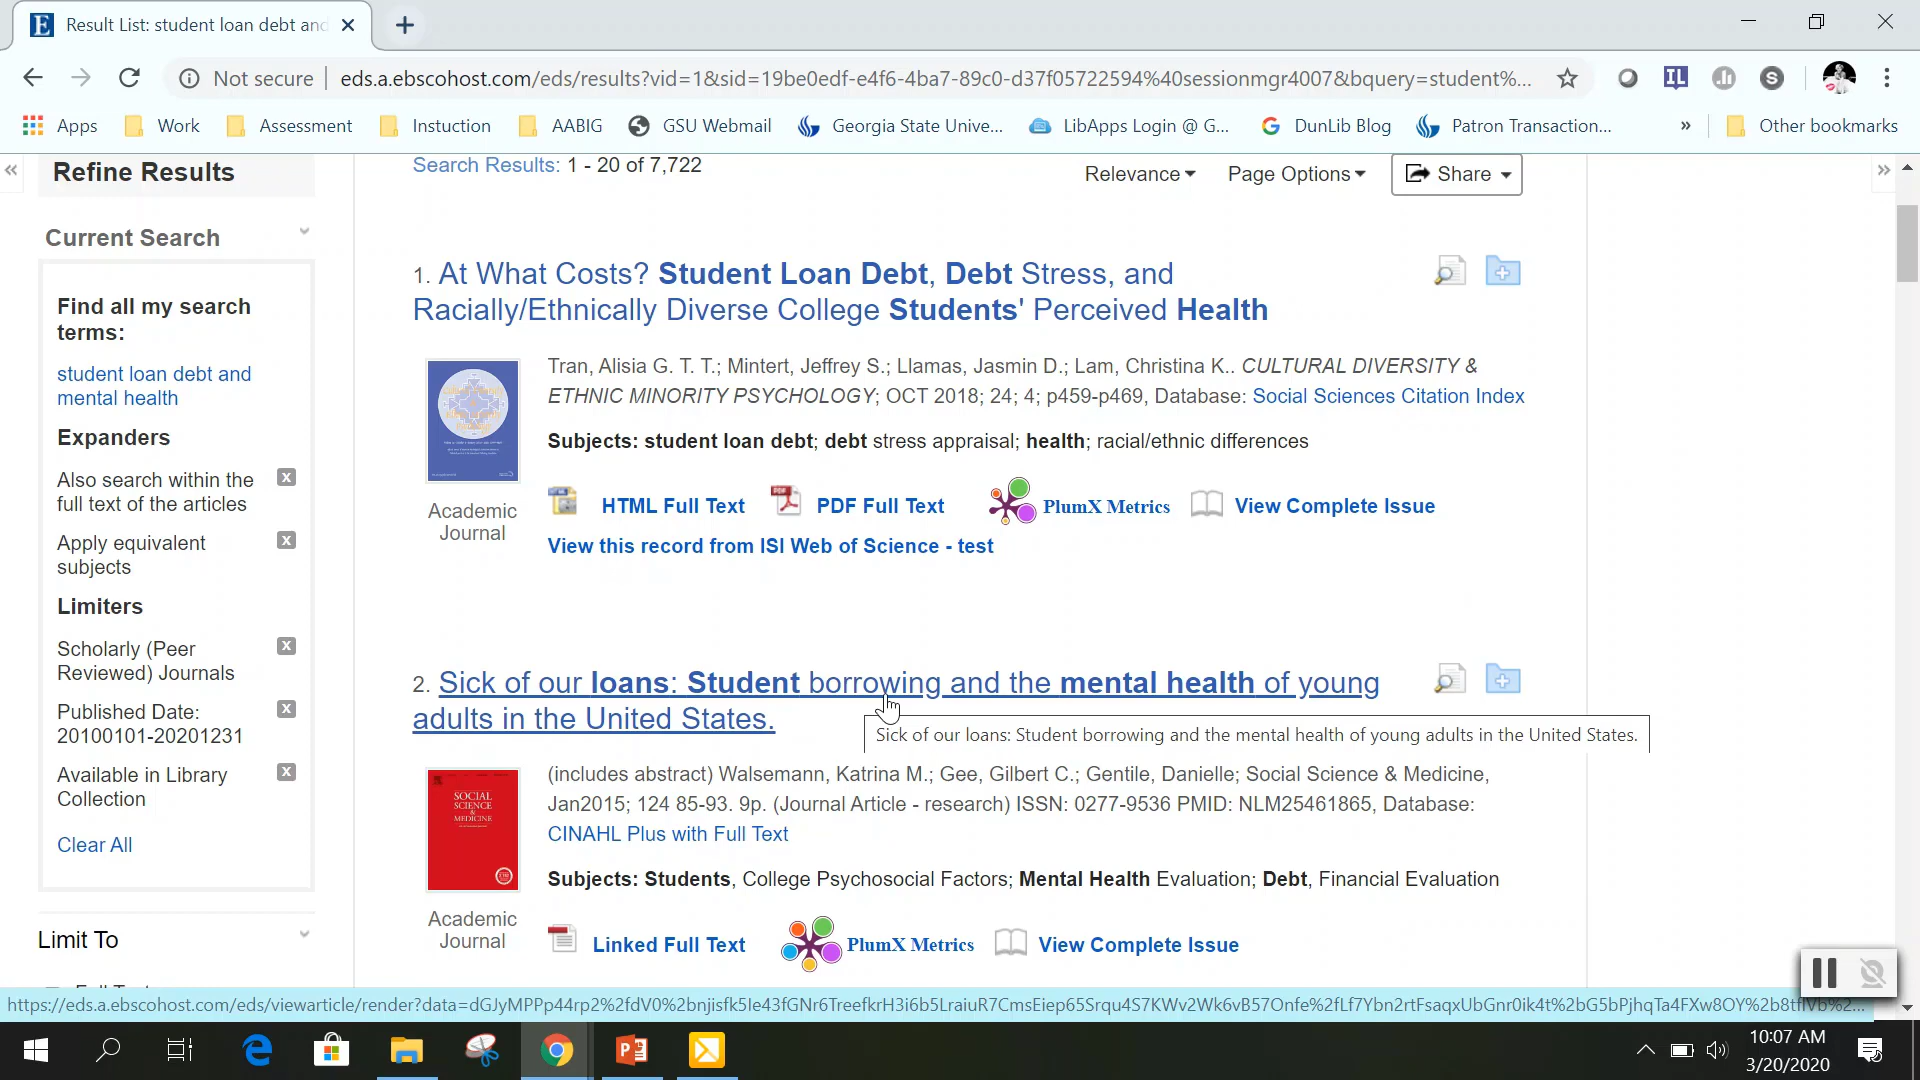 Result List: student loan debt and
Not secure
eds.a.ebscohost.com/eds/results?vid=1&sid=19be0edf-e4f6-4ba7-89c0-d37f05722594%40sessionmgr4007&bquery=student%...
IL
S
Apps
Work
Assessment
Instuction
AABIG
GSU Webmail
Georgia State Unive...
LibApps Login @ G...
DunLib Blog
Patron Transaction...
»
Other bookmarks
Refine Results
Current Search
Find all my search
terms:
student loan debt and
mental health
Expanders
Also search within the
full text of the articles
Apply equivalent
subjects
Limiters
Scholarly (Peer
Reviewed) Journals
Published Date:
20100101-20201231
Available in Library
Collection
Clear All
Limit To
Search Results: 1 - 20 of 7,722
Relevance
Page Options
Share
1. At What Costs? Student Loan Debt, Debt Stress, and
Racially/Ethnically Diverse College Students' Perceived Health
Tran, Alisia G. T. T.; Mintert, Jeffrey S.; Llamas, Jasmin D.; Lam, Christina K.. CULTURAL DIVERSITY &
ETHNIC MINORITY PSYCHOLOGY; OCT 2018; 24; 4; p459-p469, Database: Social Sciences Citation Index
Subjects: student loan debt; debt stress appraisal; health; racial/ethnic differences
Academic
Journal
HTML Full Text
PDF Full Text
PlumX Metrics
View Complete Issue
View this record from ISI Web of Science - test
2. Sick of our loans: Student borrowing and the mental health of young
adults in the United States.
Sick of our loans: Student borrowing and the mental health of young adults in the United States.
(includes abstract) Walsemann, Katrina M.; Gee, Gilbert C.; Gentile, Danielle; Social Science & Medicine,
Jan2015; 124 85-93. 9p. (Journal Article - research) ISSN: 0277-9536 PMID: NLM25461865, Database:
CINAHL Plus with Full Text
SOCIAL
SCIENCE
&
MEDICINE
Subjects: Students, College Psychosocial Factors; Mental Health Evaluation; Debt, Financial Evaluation
Academic
Journal
Linked Full Text
PlumX Metrics
View Complete Issue
10:07 AM
3/20/2020